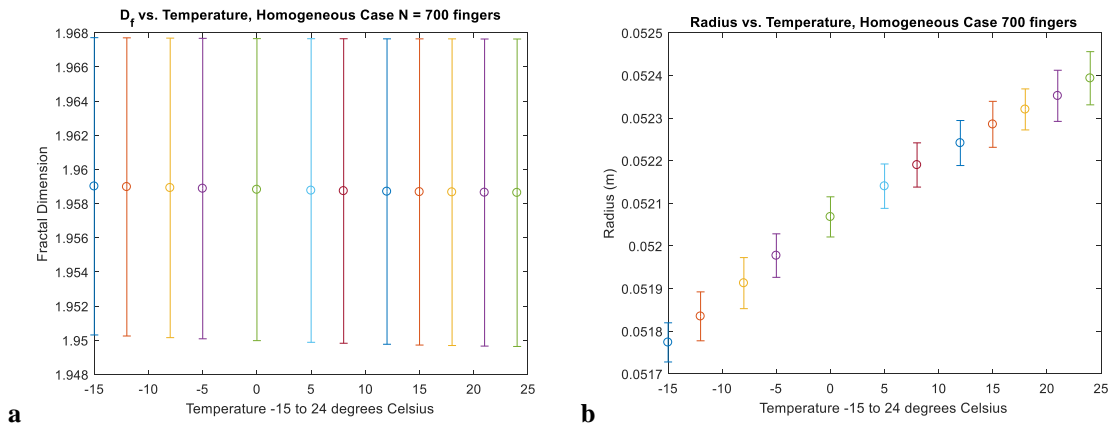 D_f vs. Temperature, Homogeneous Case N = 700 fingers
1.968
1.966
1.964
1.962
1.96
1.958
1.956
1.954
1.952
1.95
1.948
Fractal Dimension
-15 -10 -5 0 5 10 15 20 25
Temperature -15 to 24 degrees Celsius
a
Radius vs. Temperature, Homogeneous Case 700 fingers
0.0525
0.0524
0.0523
0.0522
0.0521
0.052
0.0519
0.0518
0.0517
Radius (m)
-15 -10 -5 0 5 10 15 20 25
Temperature -15 to 24 degrees Celsius
b